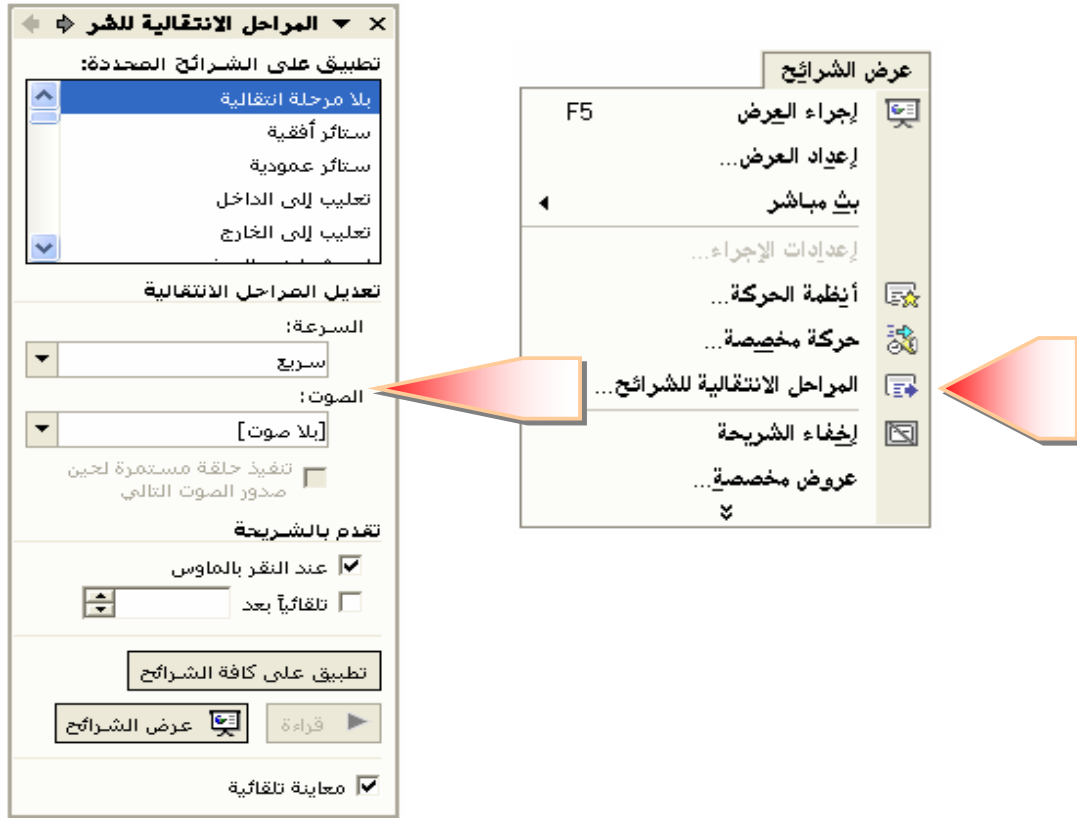 المراحل الانتقالية للشر
تطبيق على الشرائح المحددة:
بلا مرحلة انتقالية
ستائر أفقية
ستائر عمودية
تعليب إلى الداخل
تعليب إلى الخارج
تعديل المراحل الانتقالية
السرعة:
سريع
الصوت:
[بلا صوت]
تنفيذ حلقة مستمرة لحين
صدور الصوت التالي
تقدم بالشريحة
عند النقر بالماوس
تلقائياً بعد
تطبيق على كافة الشرائح
قراءة
عرض الشرائح
معاينة تلقائية
عرض الشرائح
إجراء العرض F5
إعداد العرض...
بث مباشر
إعدادات الإجراء...
أنظمة الحركة...
حركة مخصصة...
المراحل الانتقالية للشرائح...
إخفاء الشريحة
عروض مخصصة...